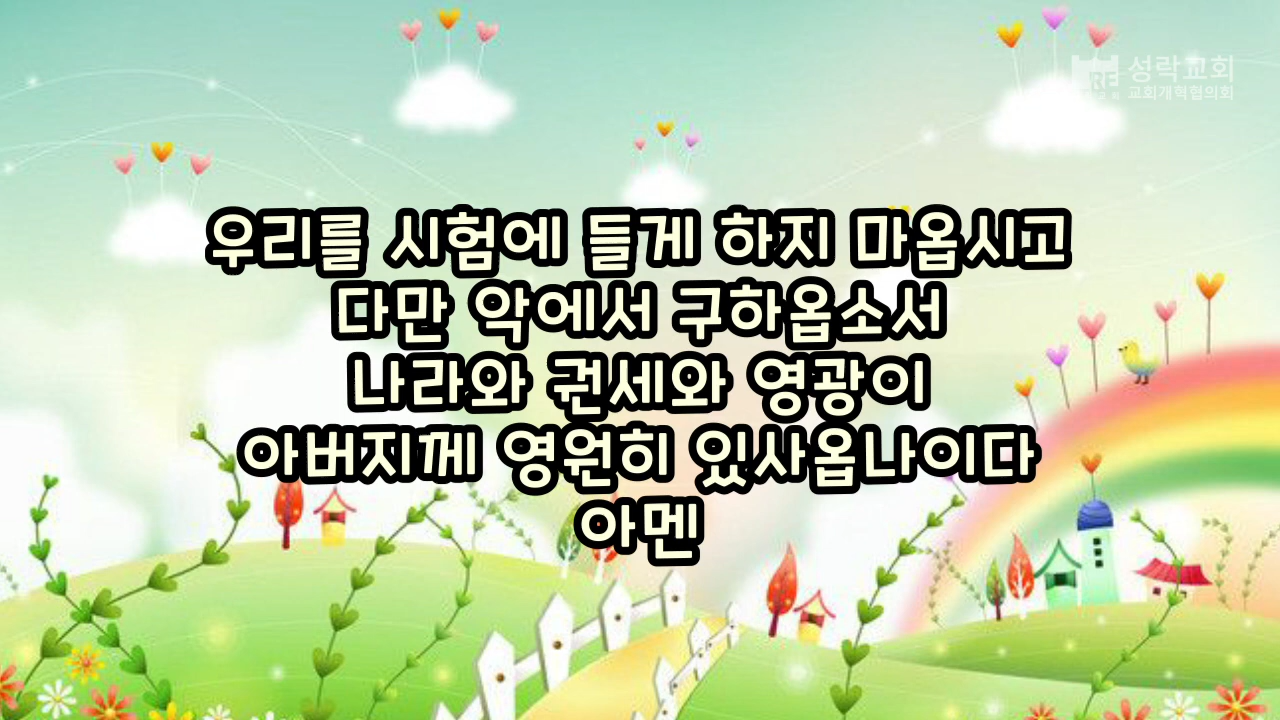 성락교회
교회개혁협의회
우리를 시험에 들게 하지 마옵시고
다만 악에서 구하옵소서
나라와 권세와 영광이
아버지께 영원히 있사옵나이다
아멘